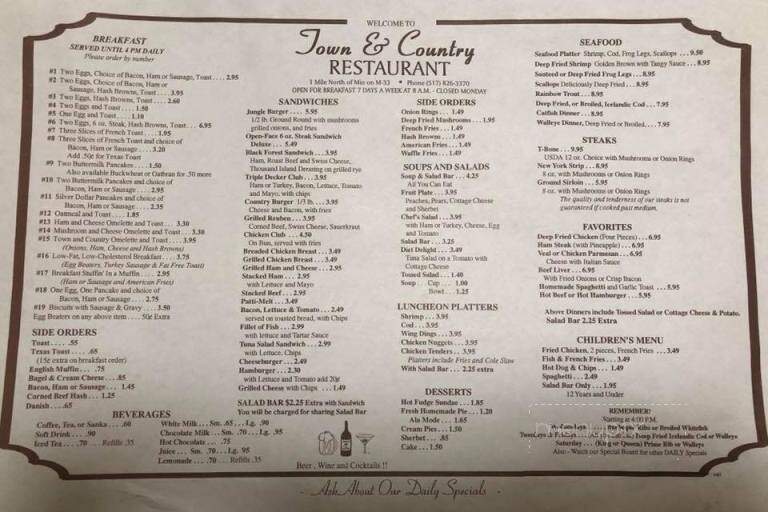 WELCOME TO
Town & Country
RESTAURANT
1 Mile North of Mio on M-33 • Phone (517) 826-3370
OPEN FOR BREAKFAST 7 DAYS A WEEK AT 8 A.M. - CLOSED MONDAY
BREAKFAST
SERVED UNTIL 4 PM DAILY
Please order by number
#1 Two Eggs, Choice of Bacon, Ham or Sausage, Toast.... 2.95
#2 Two Eggs, Choice of Bacon, Ham or
Sausage, Hash Browns, Toast.... 3.95
#3 Two Eggs, Hash Browns, Toast.... 2.60
#4 Two Eggs and Toast.... 1.50
#5 One Egg and Toast.... 1.10
#6 Two Eggs, 6 oz. Steak, Hash Browns, Toast... 6.95
#7 Three Slices of French Toast.... 1.95
#8 Three Slices of French Toast and choice of
Bacon, Ham or Sausage.... 3.20
Add .50¢ for Texas Toast
#9 Two Buttermilk Pancakes.... 1.50
Also available Buckwheat or Oatbran for .50 more
#10 Two Buttermilk Pancakes and choice of
Bacon, Ham or Sausage .... 2.95
#11 Silver Dollar Pancakes and choice of
Bacon, Ham or Sausage.... 2.35
#12 Oatmeal and Toast.... 1.85
#13 Ham and Cheese Omelette and Toast... 3.30
#14 Mushroom and Cheese Omelette and Toast... 3.30
#15 Town and Country Omelette and Toast.... 3.95
(Onions, Ham, Cheese and Hash Browns)
#16 Low-Fat, Low-Cholesterol Breakfast.... 3.75
(Egg Beaters, Turkey Sausage & Fat Free Toast)
#17 Breakfast Stuffin' In a Muffin.... 2.95
(Ham or Sausage and American Fries)
#18 One Egg, One Pancake and choice of
Bacon, Ham or Sausage.... 2.75
#19 Biscuits with Sausage & Gravy.... 3.50
Egg Beaters on any above item.... 50¢ Extra
SIDE ORDERS
Toast..... .55
Texas Toast..... .65
(15¢ extra on breakfast order)
English Muffin.... .75
Bagel & Cream Cheese.... .85
Bacon, Ham or Sausage.... 1.45
Corned Beef Hash.... 1.25
Danish.....65
BEVERAGES
Coffee, Tea, or Sanka.... .60
Soft Drink.... .90
Iced Tea.... .70 Refills .35
White Milk... Sm. .65... Lg. .90
Chocolate Milk... Sm. .70... Lg. .95
Hot Chocolate .... .75
Juice... Sm. .70... Lg. .95
Lemonade.... .70 Refills .35
SANDWICHES
Jungle Burger.... 5.95
1/2 lb. Ground Round with mushrooms
grilled onions, and fries
Open-Face 6 oz. Steak Sandwich
Deluxe.... 5.49
Black Forest Sandwich... 3.95
Ham, Roast Beef and Swiss Cheese,
Thousand Island Dressing on grilled rye
Triple Decker Club... 3.95
Ham or Turkey, Bacon, Lettuce, Tomato
and Mayo, with chips
Country Burger 1/3 lb.... 3.95
Cheese and Bacon, with fries
Grilled Reuben... 3.95
Corned Beef, Swiss Cheese, Sauerkraut
Chicken Club... 4.50
On Bun, served with fries
Breaded Chicken Breast... 3.49
Grilled Chicken Breast... 3.49
Grilled Ham and Cheese... 2.95
Stacked Ham ... 2.95
with Lettuce and Mayo
Stacked Beef... 2.95
Patti-Melt... 3.49
Bacon, Lettuce & Tomato... 2.49
served on toasted bread, with Chips
Fillet of Fish... 2.99
with lettuce and Tartar Sauce
Tuna Salad Sandwich... 2.99
with Lettuce, Chips
Cheeseburger... 2.49
Hamburger... 2.30
with Lettuce and Tomato add 20¢
Grilled Cheese with Chips ... 1.49
SALAD BAR $2.25 Extra with Sandwich
You will be charged for sharing Salad Bar
Beer, Wine and Cocktails !!
SIDE ORDERS
Onion Rings... 1.49
Deep Fried Mushrooms... 1.95
French Fries... 1.49
Hash Browns... 1.49
American Fries... 1.49
Waffle Fries... 1.49
SOUPS AND SALADS
Soup & Salad Bar... 4.25
All You Can Eat
Fruit Plate... 3.95
Peaches, Pears, Cottage Cheese
and Sherbet
Chef's Salad... 3.95
with Ham or Turkey, Cheese, Egg
and Tomato
Salad Bar... 3.25
Diet Delight... 3.49
Tuna Salad on a Tomato with
Cottage Cheese
Tossed Salad... 1.40
Soup Cup ... 1.00
Bowl... 1.25
LUNCHEON PLATTERS
Shrimp... 3.95
Cod... 3.95
Wing Dings... 3.95
Chicken Nuggets... 3.95
Chicken Tenders... 3.95
Platters include Fries and Cole Slaw
With Salad Bar... 2.25 extra
DESSERTS
Hot Fudge Sundae... 1.85
Fresh Homemade Pie... 1.20
Ala Mode... 1.65
Cream Pies... 1.50
Sherbet... .85
Cake... 1.50
SEAFOOD
Seafood Platter Shrimp, Cod, Frog Legs, Scallops... 9.50
Deep Fried Shrimp Golden Brown with Tangy Sauce... 8.95
Sauteed or Deep Fried Frog Legs... 8.95
Scallops Deliciously Deep Fried... 8.95
Rainbow Trout... 8.95
Deep Fried, or Broiled, Icelandic Cod... 7.95
Catfish Dinner... 8.95
Walleye Dinner, Deep Fried or Broiled.... 7.95
STEAKS
T-Bone ... 9.95
USDA 12 oz. Choice with Mushrooms or Onion Rings
New York Strip... 8.95
8 oz. with Mushrooms or Onion Rings
Ground Sirloin... 5.95
8 oz. with Mushrooms or Onion Rings
The quality and tenderness of our steaks is not
guaranteed if cooked past medium.
FAVORITES
Deep Fried Chicken (Four Pieces)... 6.95
Ham Steak (with Pineapple)... 6.95
Veal or Chicken Parmesan... 6.95
Cheese with Italian Sauce
Beef Liver... 6.95
With Fried Onions or Crisp Bacon
Homemade Spaghetti and Garlic Toast ... 5.95
Hot Beef or Hot Hamburger... 5.95
Above Dinners include Tossed Salad or Cottage Cheese & Potato.
Salad Bar 2.25 Extra
CHILDREN'S MENU
Fried Chicken, 2 pieces, French Fries ... 3.49
Fish & French Fries... 3.49
Hot Dog & Chips ... 1.49
Spaghetti... 2.49
Salad Bar Only... 1.95
12 Years and Under
REMEMBER!
Starting at 4:00 P.M.
Ribs or Broiled Whitefish
Deep Fried Icelandic Cod or Walleye
Saturday... (King or Queen) Prime Rib or Walleye
Also - Watch our Special Board for other DAILY Specials
- Ask About Our Daily Specials -